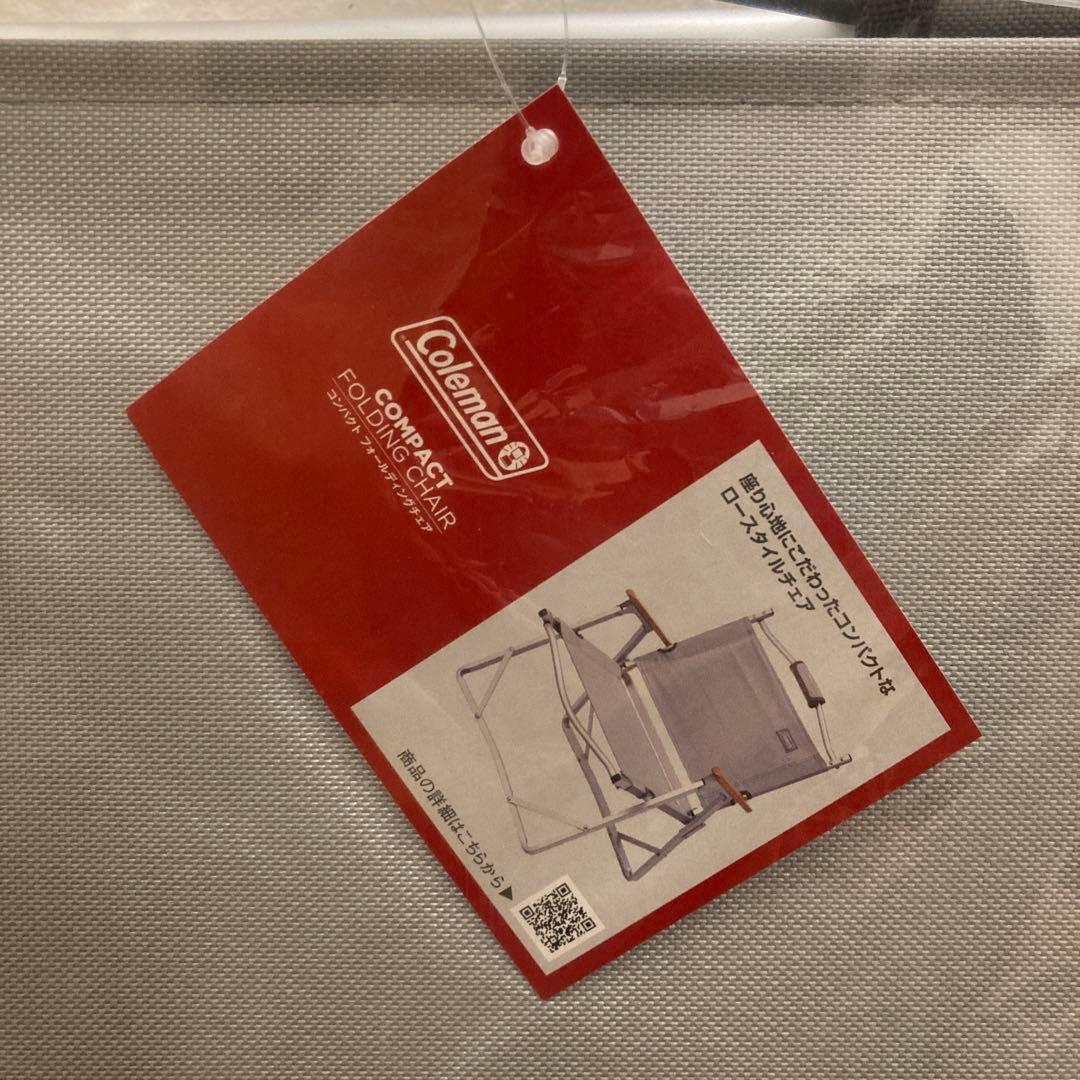 Coleman
COMPACT
FOLDING CHAIR
コンパクト フォールディングチェア
座り心地にこだわったコンパクトな
ロースタイルチェア
商品の詳細はこちらから▶